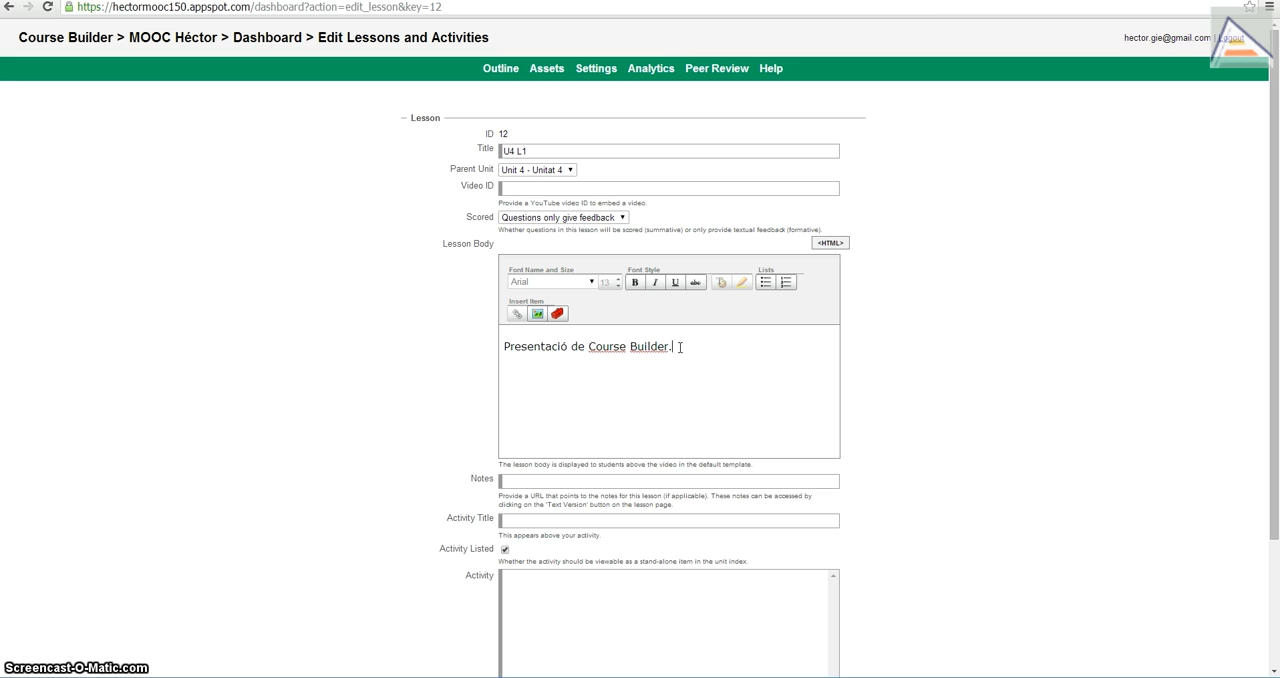 https://hectormooc150.appspot.com/dashboard?action=edit_lesson&key=12
Course Builder > MOOC Héctor > Dashboard > Edit Lessons and Activities
hector.gie@gmail.com | Logout
Outline Assets Settings Analytics Peer Review Help
Lesson
ID 12
Title U4 L1
Parent Unit Unit 4 - Unitat 4
Video ID
Provide a YouTube video ID to embed a video.
Scored Questions only give feedback
Whether questions in this lesson will be scored (summative) or only provide textual feedback (formative).
Lesson Body <HTML>
Font Name and Size Font Style Lists
Arial 13 B I U abc
Insert Item
Presentació de Course Builder.
The lesson body is displayed to students above the video in the default template.
Notes
Provide a URL that points to the notes for this lesson (if applicable). These notes can be accessed by
clicking on the 'Text Version' button on the lesson page.
Activity Title
This appears above your activity.
Activity Listed
Whether the activity should be viewable as a stand-alone item in the unit index.
Activity
Screencast-O-Matic.com